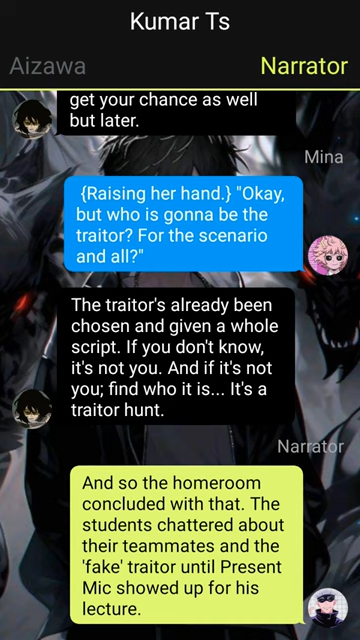 Kumar Ts
Aizawa
Narrator
get your chance as well
but later.
Mina
{Raising her hand.} "Okay,
but who is gonna be the
traitor? For the scenario
and all?"
The traitor's already been
chosen and given a whole
script. If you don't know,
it's not you. And if it's not
you; find who it is... It's a
traitor hunt.
Narrator
And so the homeroom
concluded with that. The
students chattered about
their teammates and the
'fake' traitor until Present
Mic showed up for his
lecture.